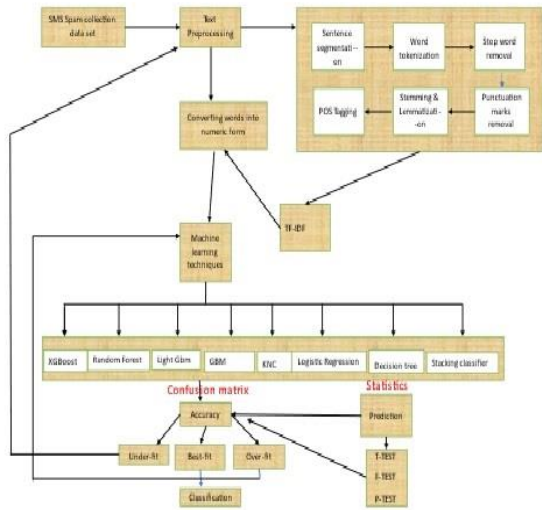 SMS Spam collection
data set
Text
Preprocessing
Sentence
segmentati--
on
Word
tokenization
Stop word
removal
POS Tagging
Stemming &
Lemmatizati--
-on
Punctuation
marks
removal
Converting words into
numeric form
TF-IDF
Machine
learning
techniques
XGBoost
Random Forest
Light Gbm
GBM
KNC
Logistic Regression
Decision tree
Stacking classifier
Confusion matrix
Statistics
Accuracy
Prediction
Under-fit
Best-fit
Over-fit
T-TEST
F-TEST
P-TEST
Classification